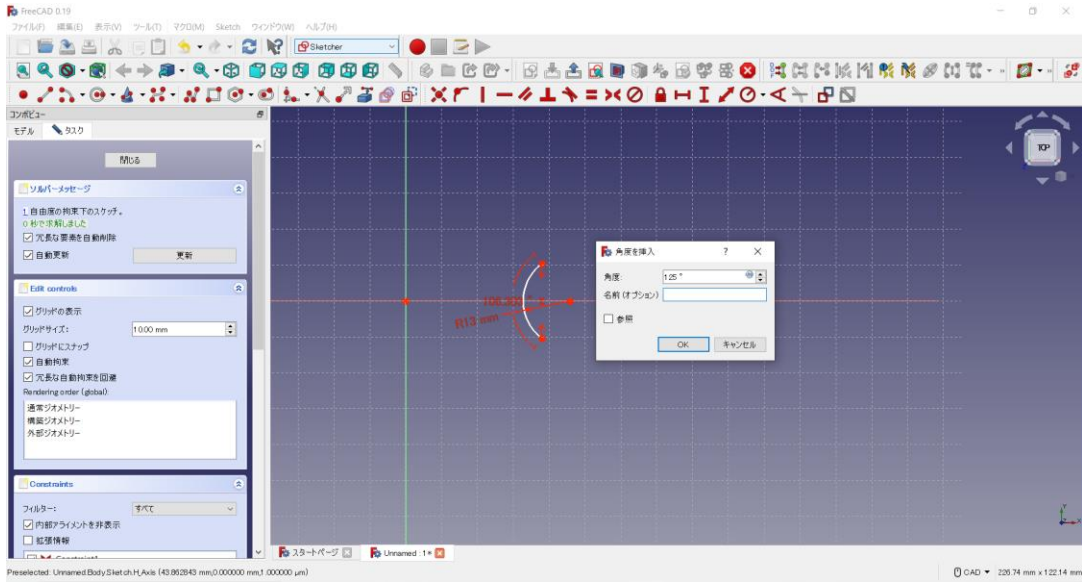 FreeCAD 0.19
ファイル(F) 編集(E) 表示(V) ツール(T) マクロ(M) Sketch ウィンドウ(W) ヘルプ(H)
Sketcher
コンボビュー
モデル タスク
閉じる
ソルバーメッセージ
1 自由度の拘束下のスケッチ。
0 秒で求解しました
冗長な要素を自動削除
自動更新 更新
Edit controls
グリッドの表示
グリッドサイズ: 10.00 mm
グリッドにスナップ
自動拘束
冗長な自動拘束を回避
Rendering order (global):
通常ジオメトリー
構築ジオメトリー
外部ジオメトリー
Constraints
フィルター: すべて
内部アライメントを非表示
拡張情報
Constraint1
R13 mm
TOP
角度を挿入 ? ×
角度: 125 °
名前 (オプション)
参照
OK キャンセル
Y
X
スタートページ Unnamed : 1*
Preselected: Unnamed.Body.Sketch.H_Axis (43.862843 mm,0.000000 mm,1.000000 µm)
CAD 226.74 mm x 122.14 mm